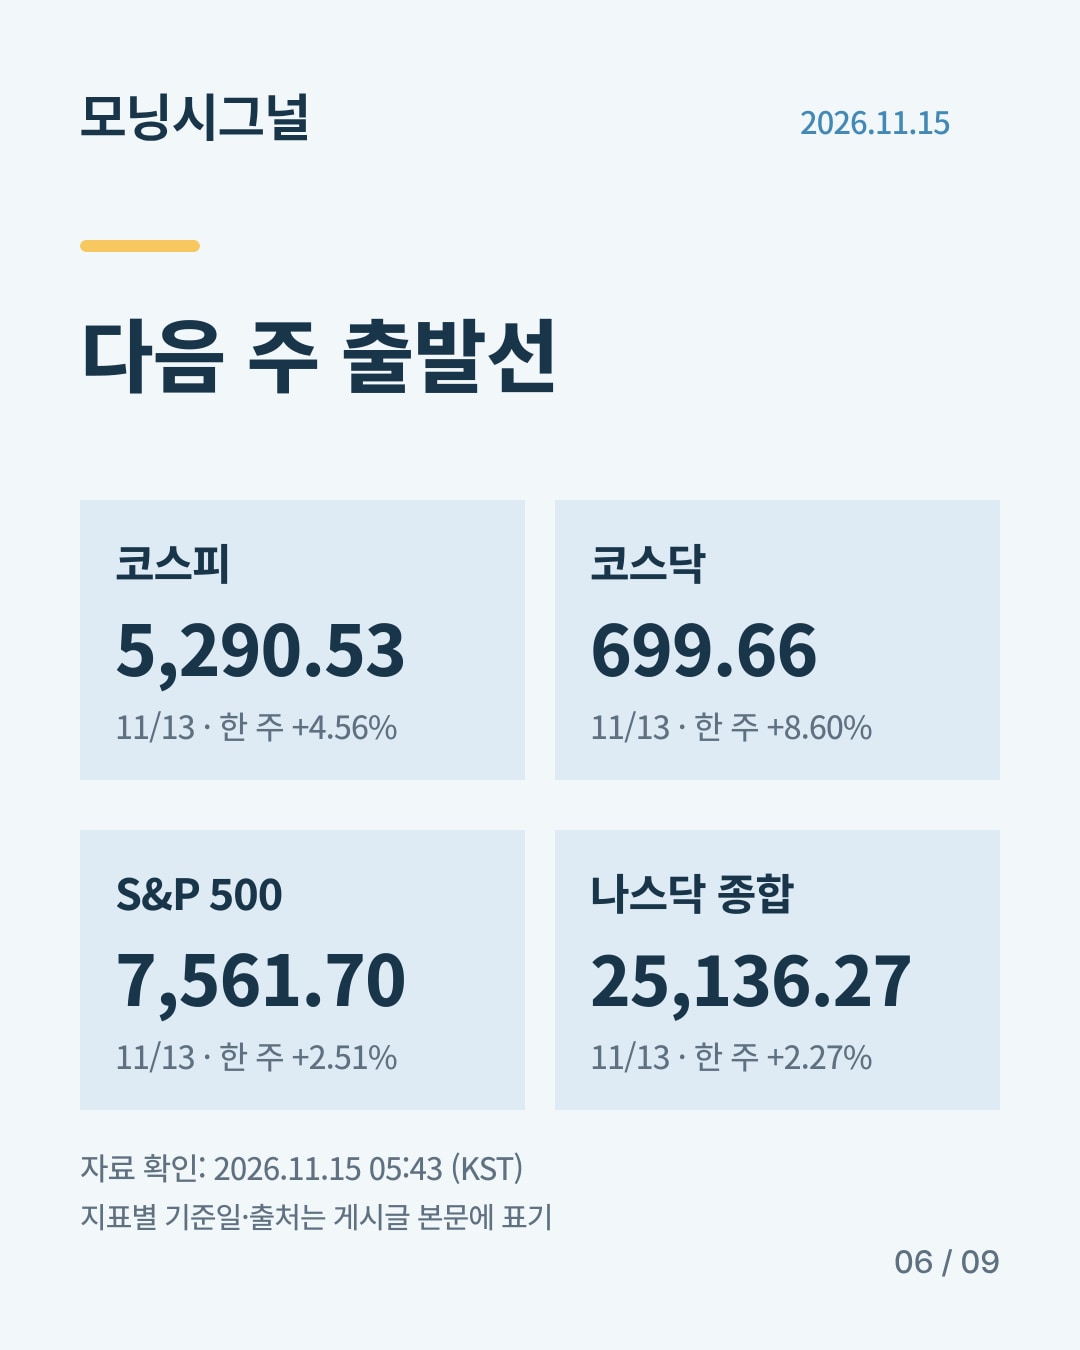 모닝시그널
2026.11.15
다음 주 출발선
코스피
5,290.53
11/13 · 한 주 +4.56%
코스닥
699.66
11/13 · 한 주 +8.60%
S&P 500
7,561.70
11/13 · 한 주 +2.51%
나스닥 종합
25,136.27
11/13 · 한 주 +2.27%
자료 확인: 2026.11.15 05:43 (KST)
지표별 기준일·출처는 게시글 본문에 표기
06 / 09